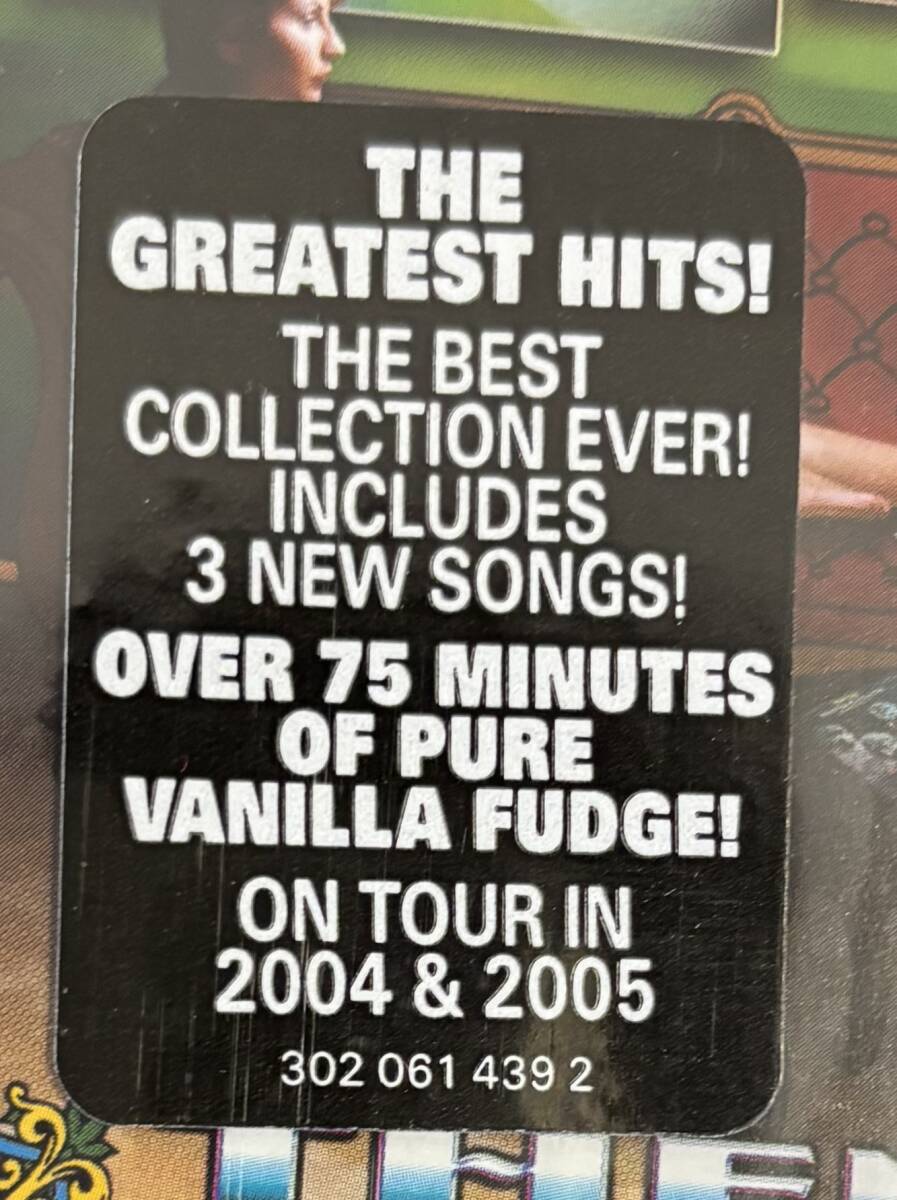 THE
GREATEST HITS!
THE BEST
COLLECTION EVER!
INCLUDES
3 NEW SONGS!
OVER 75 MINUTES
OF PURE
VANILLA FUDGE!
ON TOUR IN
2004 & 2005
302 061 439 2